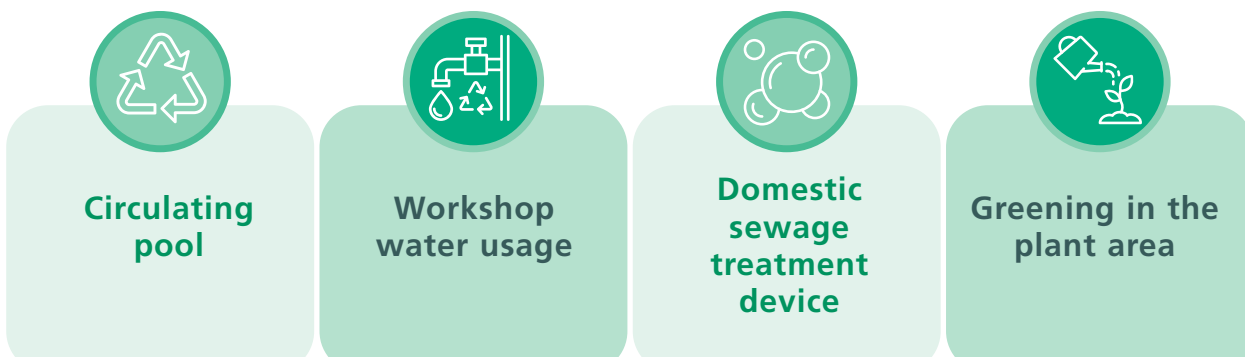 Circulating
pool
Workshop
water usage
Domestic
sewage
treatment
device
Greening in the
plant area